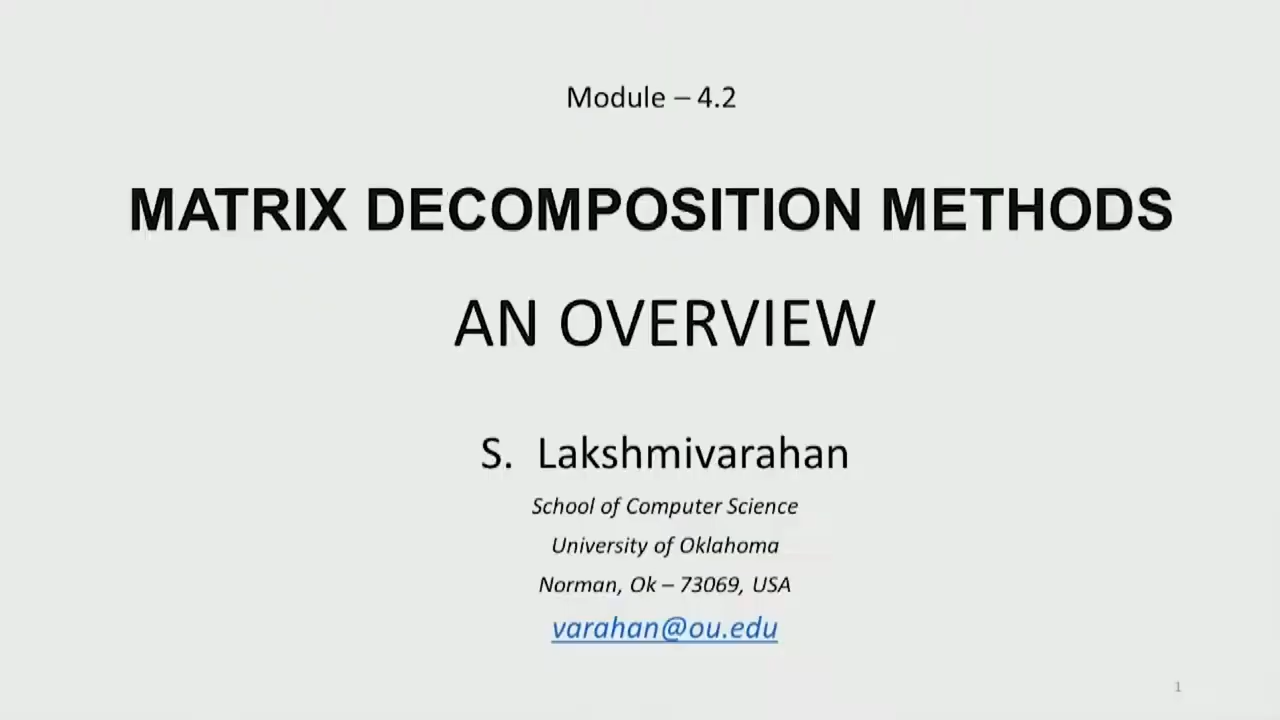 Module – 4.2
MATRIX DECOMPOSITION METHODS
AN OVERVIEW
S. Lakshmivarahan
School of Computer Science
University of Oklahoma
Norman, Ok – 73069, USA
varahan@ou.edu
1